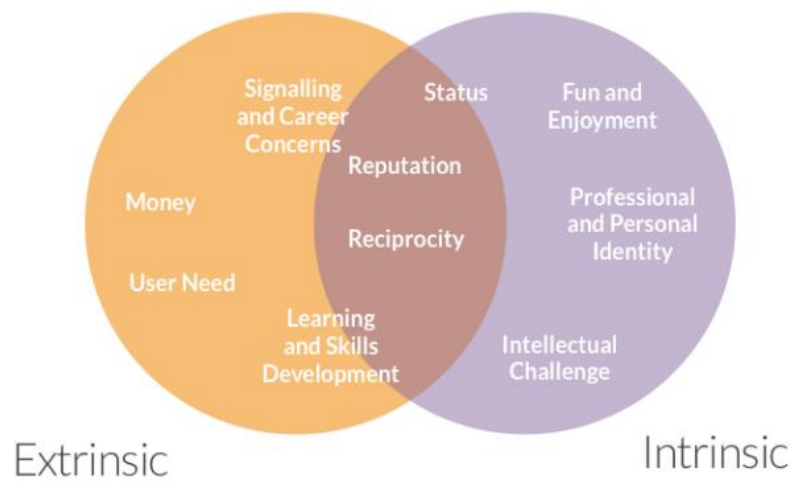 Signalling
and Career
Concerns
Status
Fun and
Enjoyment
Reputation
Money
Professional
and Personal
Identity
Reciprocity
User Need
Learning
and Skills
Development
Intellectual
Challenge
Extrinsic
Intrinsic